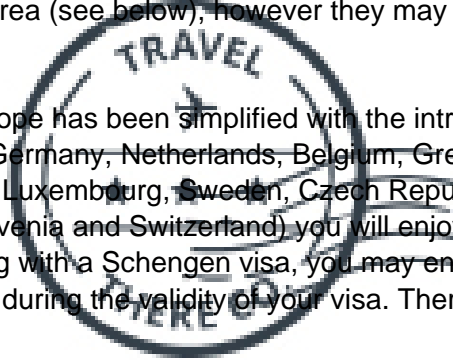 rea (see below), however they may
TRAVEL
ope has been simplified with the intr
Germany, Netherlands, Belgium, Gre
Luxembourg, Sweden, Czech Repu
venia and Switzerland) you will enjo
g with a Schengen visa, you may en
during the validity of your visa. Ther
THERE